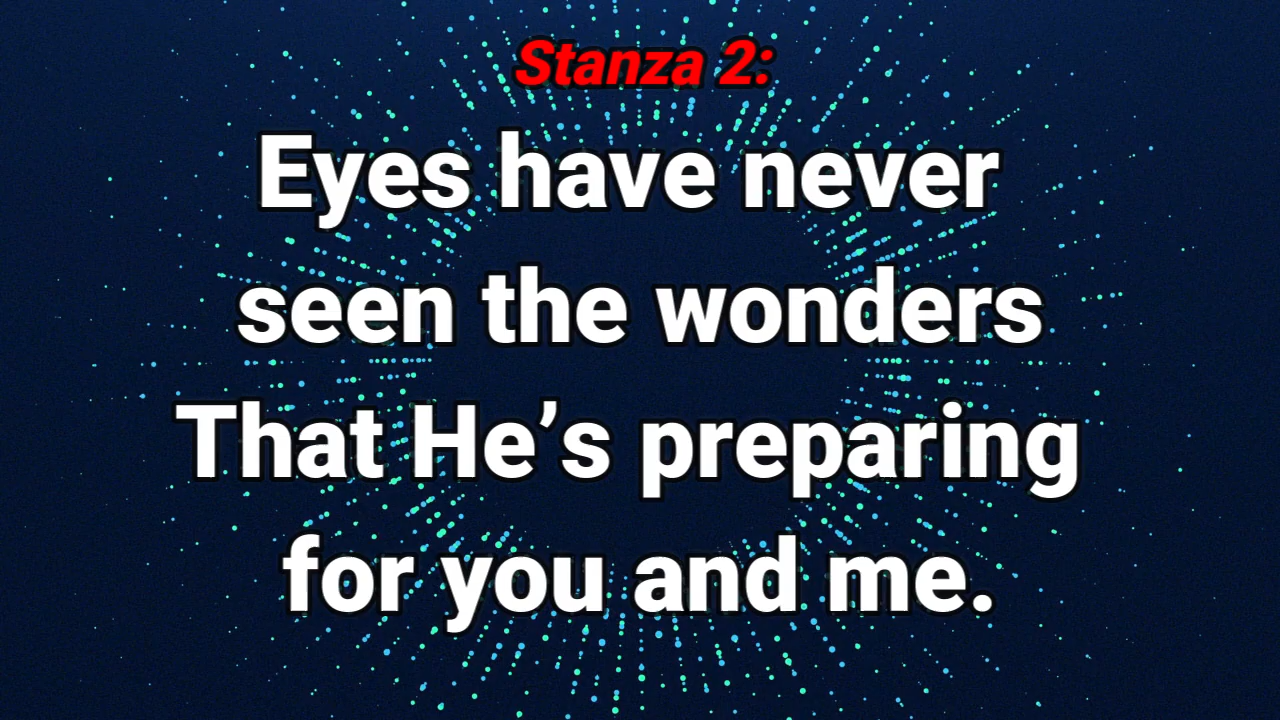 Stanza 2:
Eyes have never
seen the wonders
That He’s preparing
for you and me.